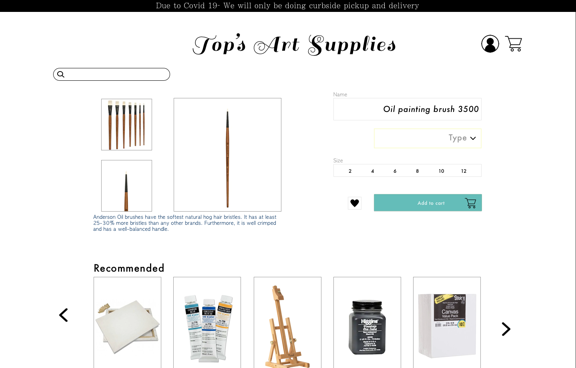 Due to Covid 19- We will only be doing curbside pickup and delivery
Top's Art Supplies
Name
Oil painting brush 3500
Type
Size
2 4 6 8 10 12
Add to cart
Anderson Oil brushes have the softest natural hog hair bristles. It has at least
25-30% more bristles than any other brands. Furthermore, it is well crimped
and has a well-balanced handle.
Recommended
Higgins
Canvas